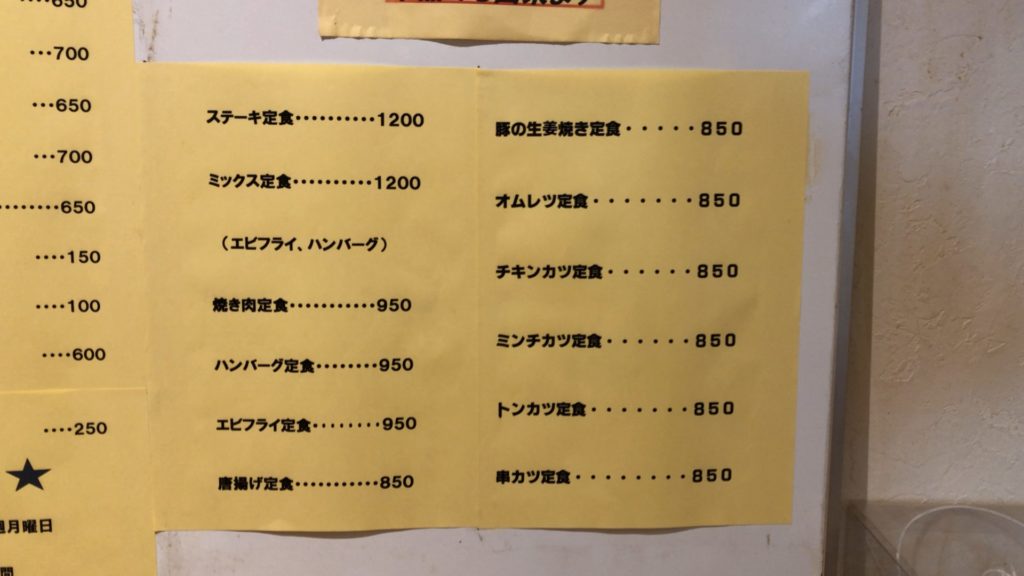 ···650
···700
···650
···700
········650
····150
····100
····600
····250
★
月曜日
ステーキ定食··········1200
ミックス定食··········1200
（エビフライ、ハンバーグ）
焼き肉定食···········950
ハンバーグ定食········950
エビフライ定食········950
唐揚げ定食···········850
豚の生姜焼き定食・・・・・850
オムレツ定食・・・・・・・850
チキンカツ定食・・・・・・850
ミンチカツ定食・・・・・・850
トンカツ定食・・・・・・・850
串カツ定食・・・・・・・・850